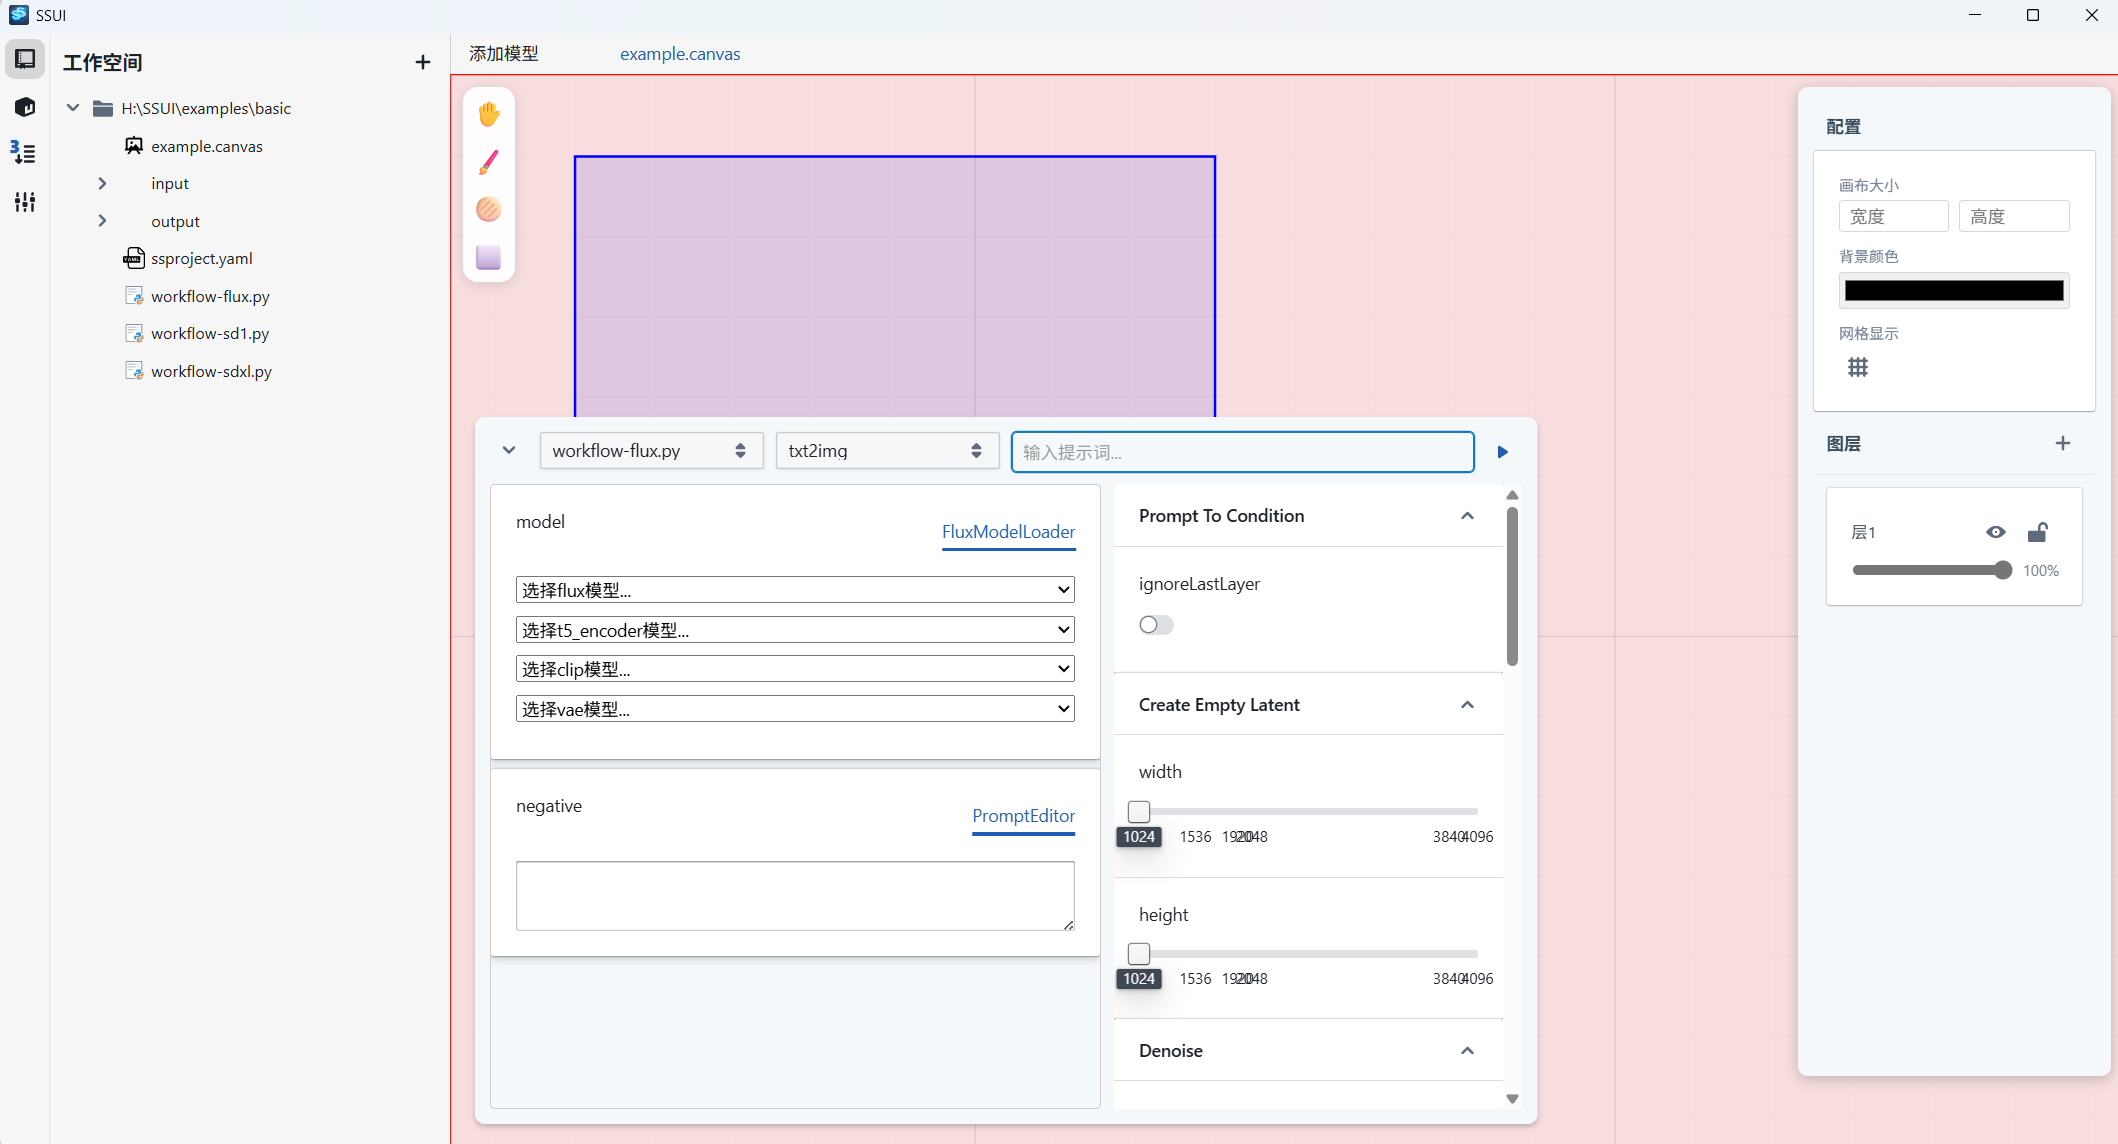 SSUI
工作空间
H:\SSUI\examples\basic
example.canvas
input
output
ssproject.yaml
workflow-flux.py
workflow-sd1.py
workflow-sdxl.py
添加模型
example.canvas
workflow-flux.py
txt2img
输入提示词...
model
FluxModelLoader
选择flux模型...
选择t5_encoder模型...
选择clip模型...
选择vae模型...
negative
PromptEditor
Prompt To Condition
ignoreLastLayer
Create Empty Latent
width
1024 1536 1920 2048 3840 4096
height
1024 1536 1920 2048 3840 4096
Denoise
配置
画布大小
宽度 高度
背景颜色
网格显示
图层
层1
100%